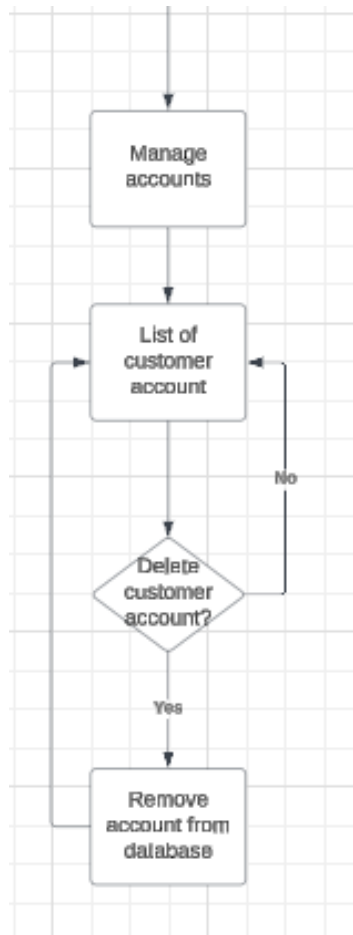 Manage
accounts
List of
customer
account
No
Delete
customer
account?
Yes
Remove
account from
database